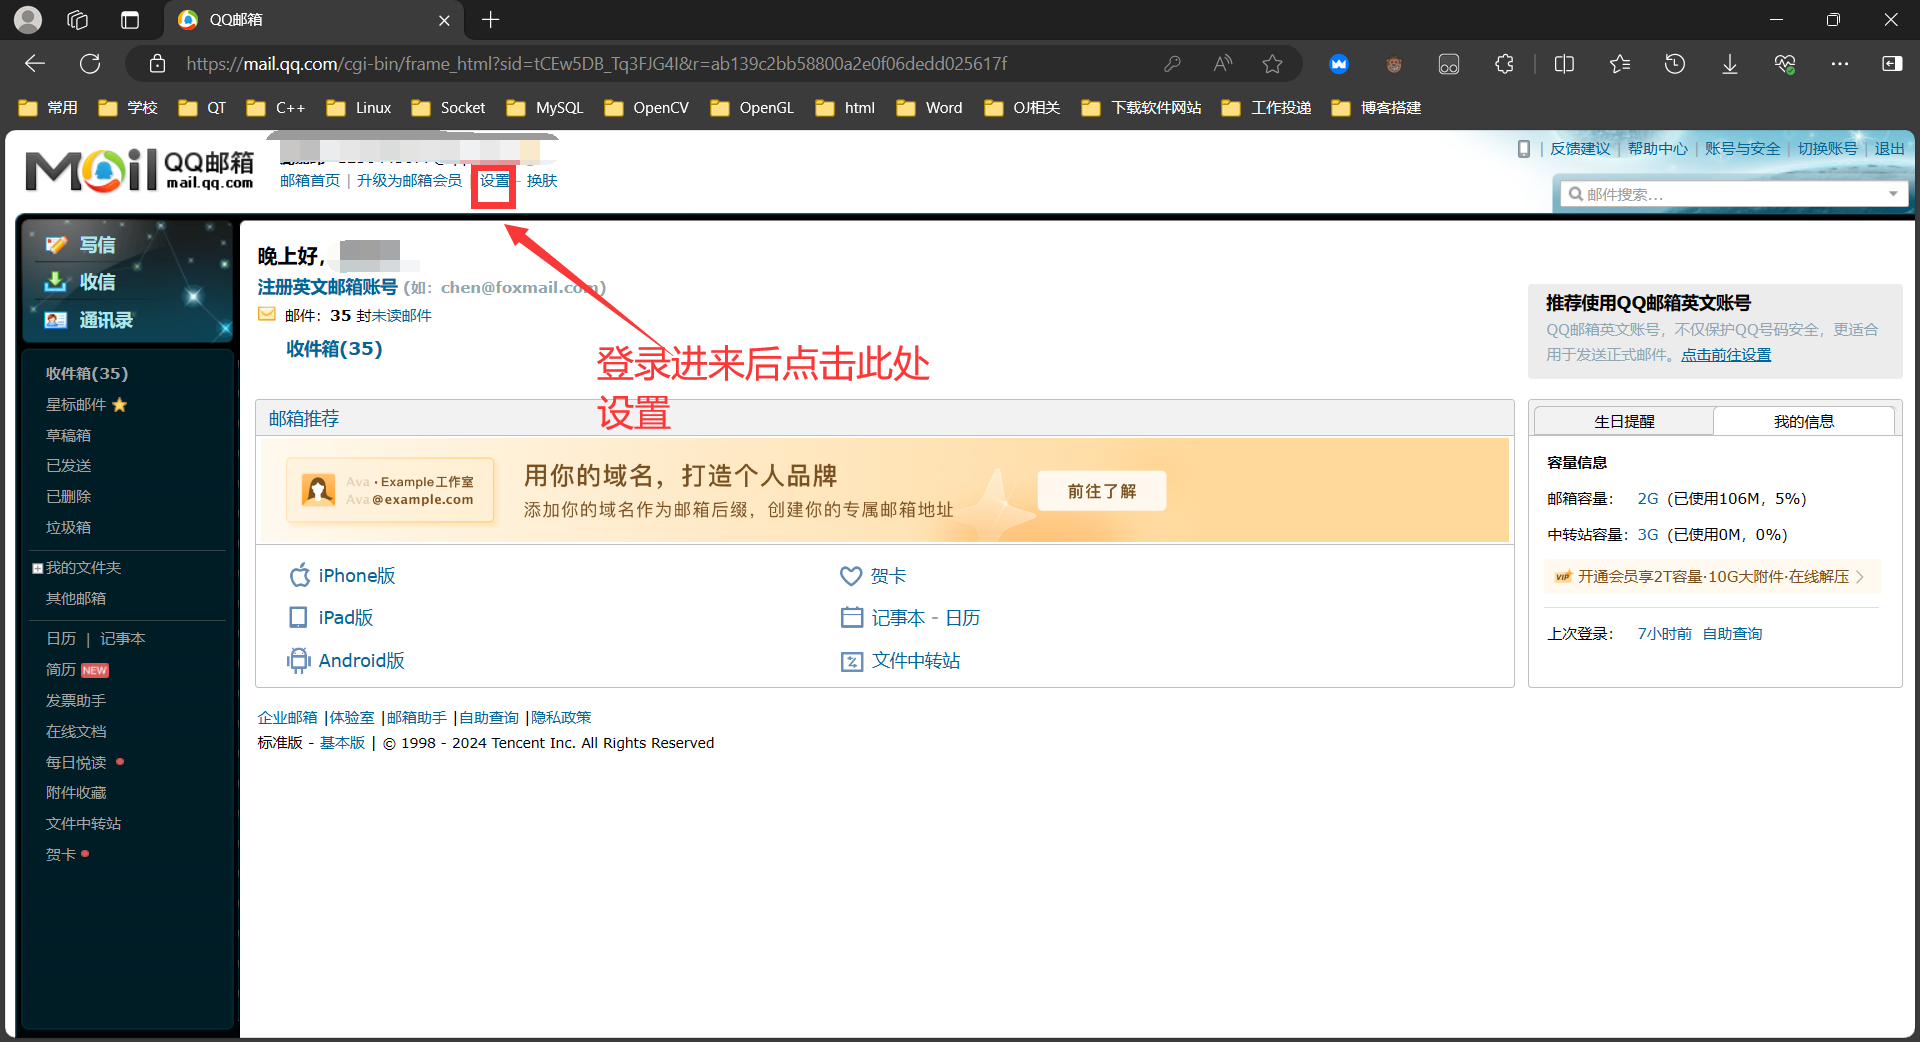 QQ邮箱
https://mail.qq.com/cgi-bin/frame_html?sid=tCEw5DB_Tq3FJG4I&r=ab139c2bb58800a2e0f06dedd025617f
常用 学校 QT C++ Linux Socket MySQL OpenCV OpenGL html Word OJ相关 下载软件网站 工作投递 博客搭建
Mail QQ邮箱
mail.qq.com
邮箱首页 | 升级为邮箱会员 设置 - 换肤
| 反馈建议 | 帮助中心 | 账号与安全 | 切换账号 | 退出
邮件搜索...
写信
收信
通讯录
收件箱(35)
星标邮件
草稿箱
已发送
已删除
垃圾箱
我的文件夹
其他邮箱
日历 | 记事本
简历 NEW
发票助手
在线文档
每日悦读
附件收藏
文件中转站
贺卡
晚上好,
注册英文邮箱账号 (如: chen@foxmail.com)
邮件: 35 封未读邮件
收件箱(35)
登录进来后点击此处
设置
邮箱推荐
Ava · Example工作室
Ava@example.com
用你的域名，打造个人品牌
添加你的域名作为邮箱后缀，创建你的专属邮箱地址
前往了解
iPhone版
iPad版
Android版
贺卡
记事本 - 日历
文件中转站
企业邮箱 |体验室 |邮箱助手 |自助查询 |隐私政策
标准版 - 基本版 | © 1998 - 2024 Tencent Inc. All Rights Reserved
推荐使用QQ邮箱英文账号
QQ邮箱英文账号，不仅保护QQ号码安全，更适合
用于发送正式邮件。点击前往设置
生日提醒 我的信息
容量信息
邮箱容量： 2G（已使用106M，5%）
中转站容量：3G（已使用0M，0%）
VIP 开通会员享2T容量·10G大附件·在线解压
上次登录： 7小时前 自助查询